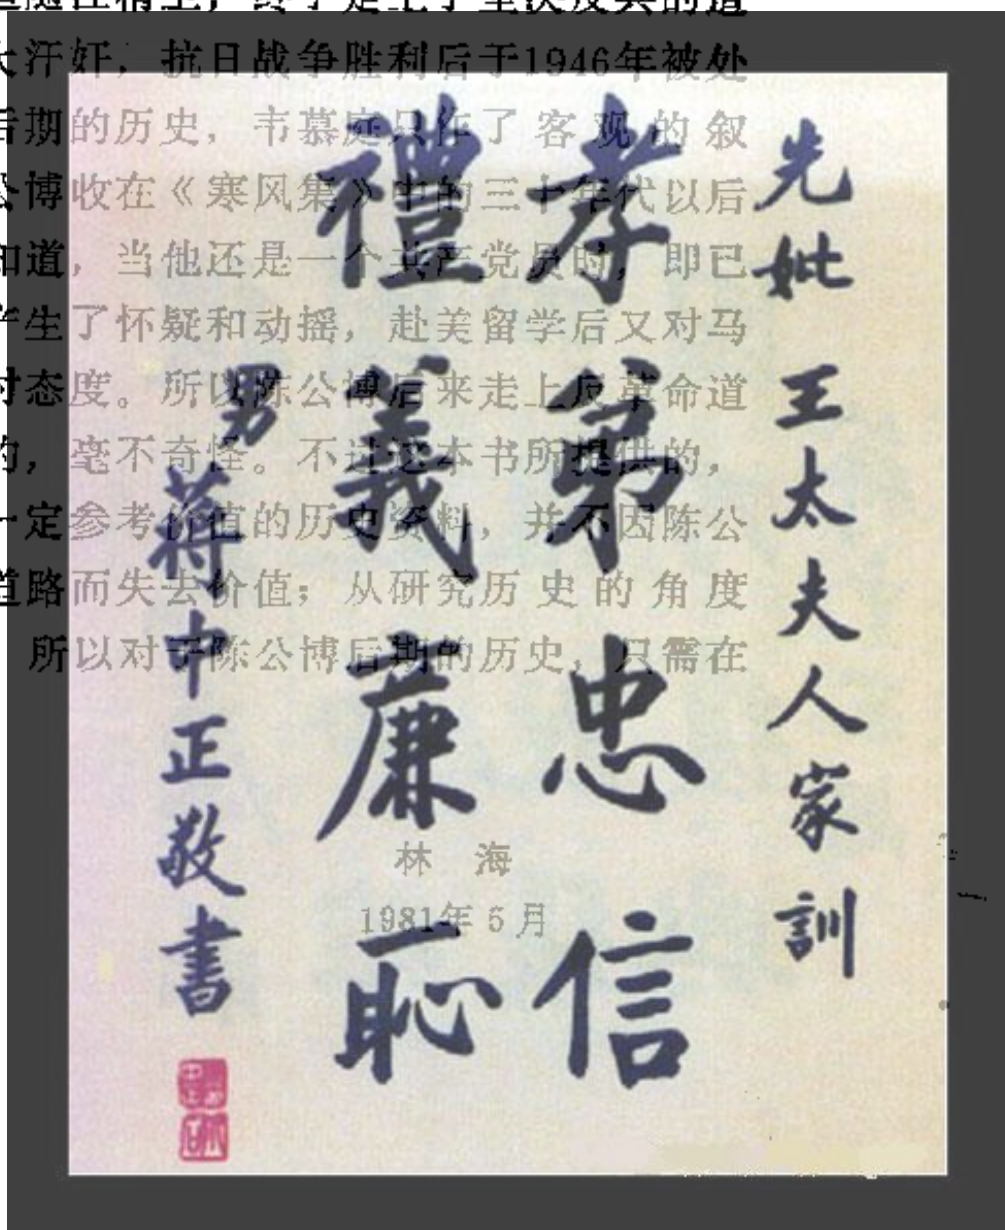 先妣 王太夫人家訓
孝弟忠信
禮義廉恥
男 蔣中正敬書
大汗奸，抗日战争胜利后于1946年被处
后期的历史，韦慕庭只作了客观的叙
公博收在《寒风集》中的三十年代以后
知道，当他还是一个共产党员时，即已
产生了怀疑和动摇，赴美留学后又对马
对态度。所以陈公博后来走上反革命道
的，毫不奇怪。不过这本书所提供的，
一定参考价值的历史资料，并不因陈公
道路而失去价值；从研究历史的角度
所以对于陈公博后期的历史，只需在
林 海
1981年5月